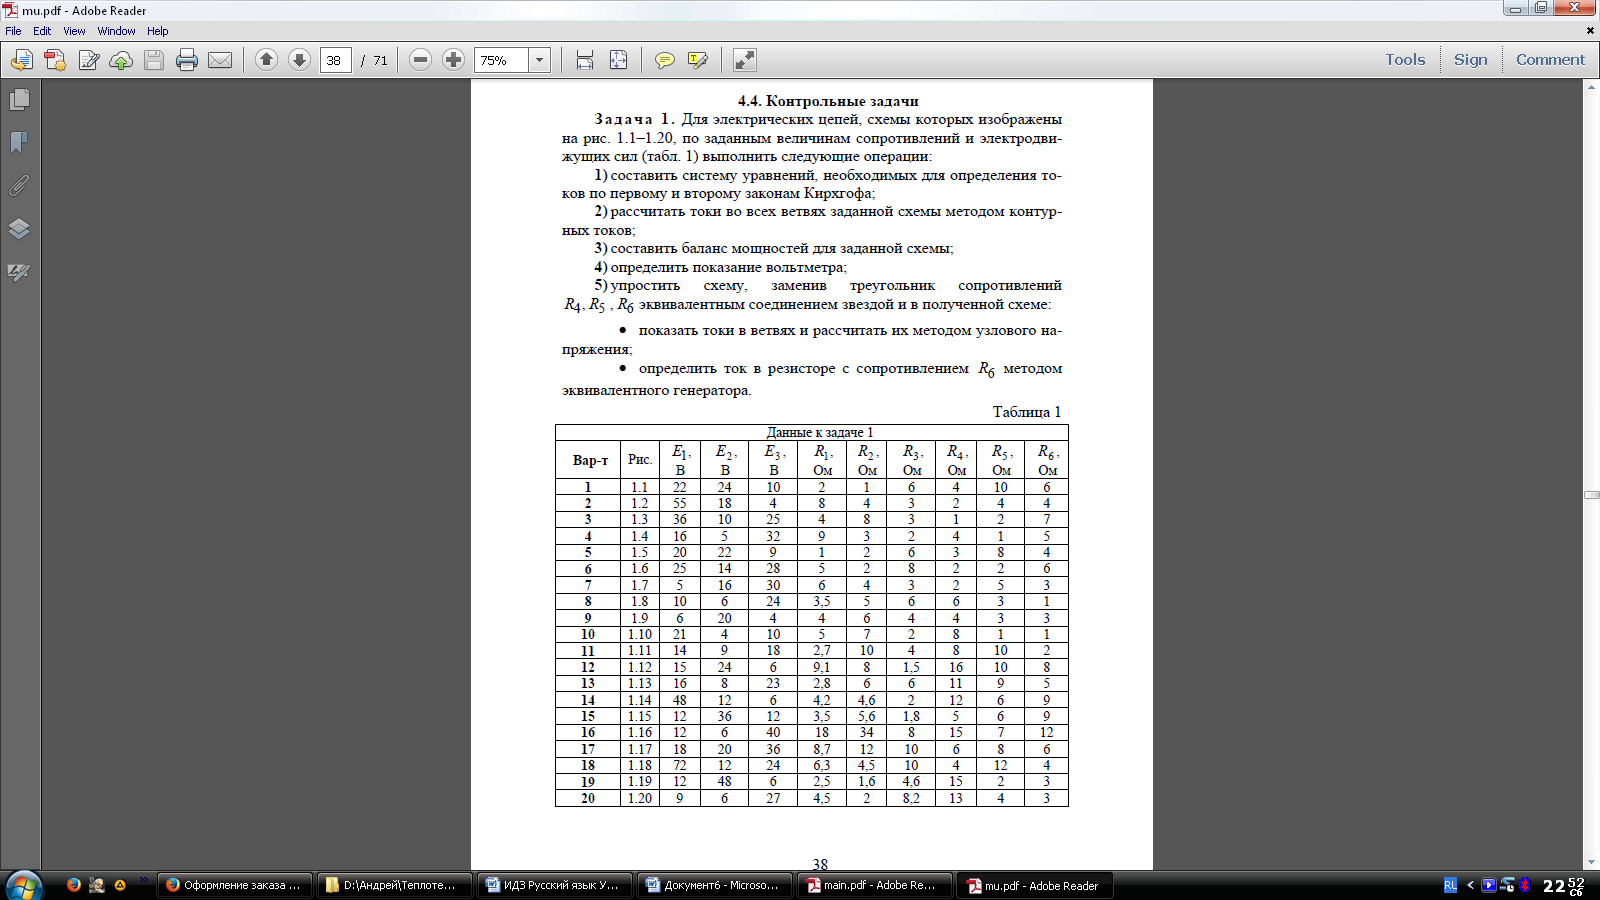 mu.pdf - Adobe Reader
File Edit View Window Help
38 / 71 75% Tools Sign Comment
4.4. Контрольные задачи
Задача 1. Для электрических цепей, схемы которых изображены
на рис. 1.1–1.20, по заданным величинам сопротивлений и электродви-
жущих сил (табл. 1) выполнить следующие операции:
1) составить систему уравнений, необходимых для определения то-
ков по первому и второму законам Кирхгофа;
2) рассчитать токи во всех ветвях заданной схемы методом контур-
ных токов;
3) составить баланс мощностей для заданной схемы;
4) определить показание вольтметра;
5) упростить схему, заменив треугольник сопротивлений
R4, R5 , R6 эквивалентным соединением звездой и в полученной схеме:
• показать токи в ветвях и рассчитать их методом узлового на-
пряжения;
• определить ток в резисторе с сопротивлением R6 методом
эквивалентного генератора.
Таблица 1
Данные к задаче 1
Вар-т Рис. E1, В E2, В E3, В R1, Ом R2, Ом R3, Ом R4, Ом R5, Ом R6, Ом
1 1.1 22 24 10 2 1 6 4 10 6
2 1.2 55 18 4 8 4 3 2 4 4
3 1.3 36 10 25 4 8 3 1 2 7
4 1.4 16 5 32 9 3 2 4 1 5
5 1.5 20 22 9 1 2 6 3 8 4
6 1.6 25 14 28 5 2 8 2 2 6
7 1.7 5 16 30 6 4 3 2 5 3
8 1.8 10 6 24 3,5 5 6 6 3 1
9 1.9 6 20 4 4 6 4 4 3 3
10 1.10 21 4 10 5 7 2 8 1 1
11 1.11 14 9 18 2,7 10 4 8 10 2
12 1.12 15 24 6 9,1 8 1,5 16 10 8
13 1.13 16 8 23 2,8 6 6 11 9 5
14 1.14 48 12 6 4,2 4,6 2 12 6 9
15 1.15 12 36 12 3,5 5,6 1,8 5 6 9
16 1.16 12 6 40 18 34 8 15 7 12
17 1.17 18 20 36 8,7 12 10 6 8 6
18 1.18 72 12 24 6,3 4,5 10 4 12 4
19 1.19 12 48 6 2,5 1,6 4,6 15 2 3
20 1.20 9 6 27 4,5 2 8,2 13 4 3
38
Оформление заказа ... D:\Андрей\Теплоте... ИДЗ Русский язык У... Документ6 - Microso... main.pdf - Adobe Re... mu.pdf - Adobe Reader RL 22 52 Сб